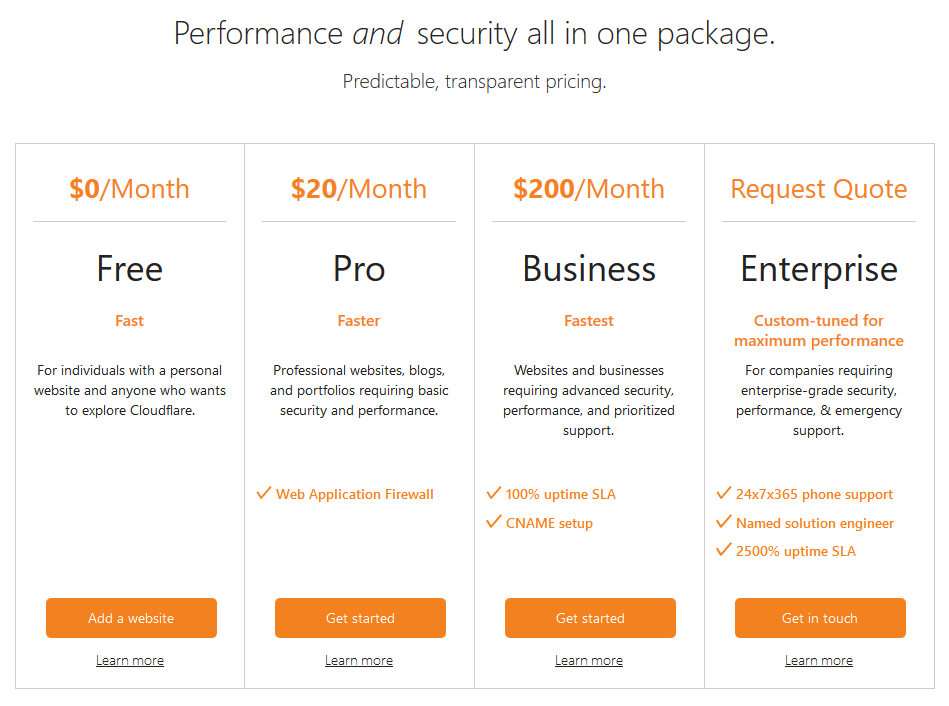 Performance and security all in one package.
Predictable, transparent pricing.
$0/Month
Free
Fast
For individuals with a personal
website and anyone who wants
to explore Cloudflare.
Add a website
Learn more
$20/Month
Pro
Faster
Professional websites, blogs,
and portfolios requiring basic
security and performance.
Web Application Firewall
Get started
Learn more
$200/Month
Business
Fastest
Websites and businesses
requiring advanced security,
performance, and prioritized
support.
100% uptime SLA
CNAME setup
Get started
Learn more
Request Quote
Enterprise
Custom-tuned for
maximum performance
For companies requiring
enterprise-grade security,
performance, & emergency
support.
24x7x365 phone support
Named solution engineer
2500% uptime SLA
Get in touch
Learn more